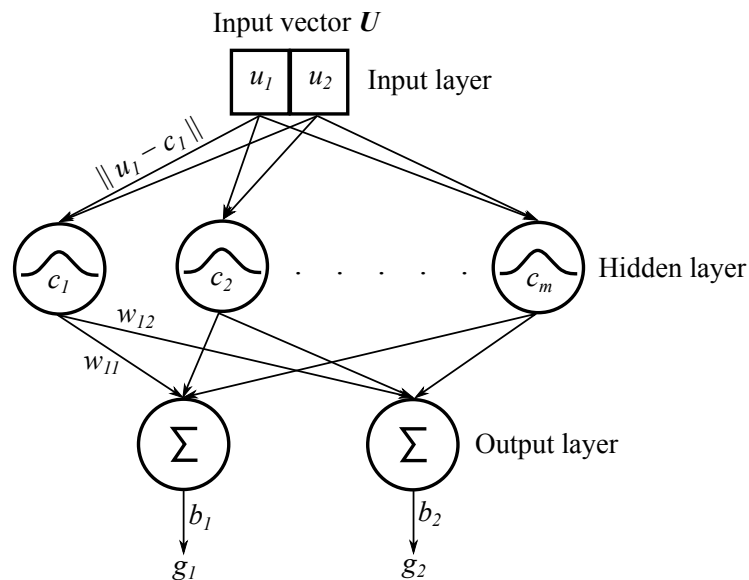 Input vector U
u1 u2 Input layer
|| u1 – c1 ||
c1 c2 . . . . . cm Hidden layer
w12
w11
Σ Σ Output layer
b1 b2
g1 g2